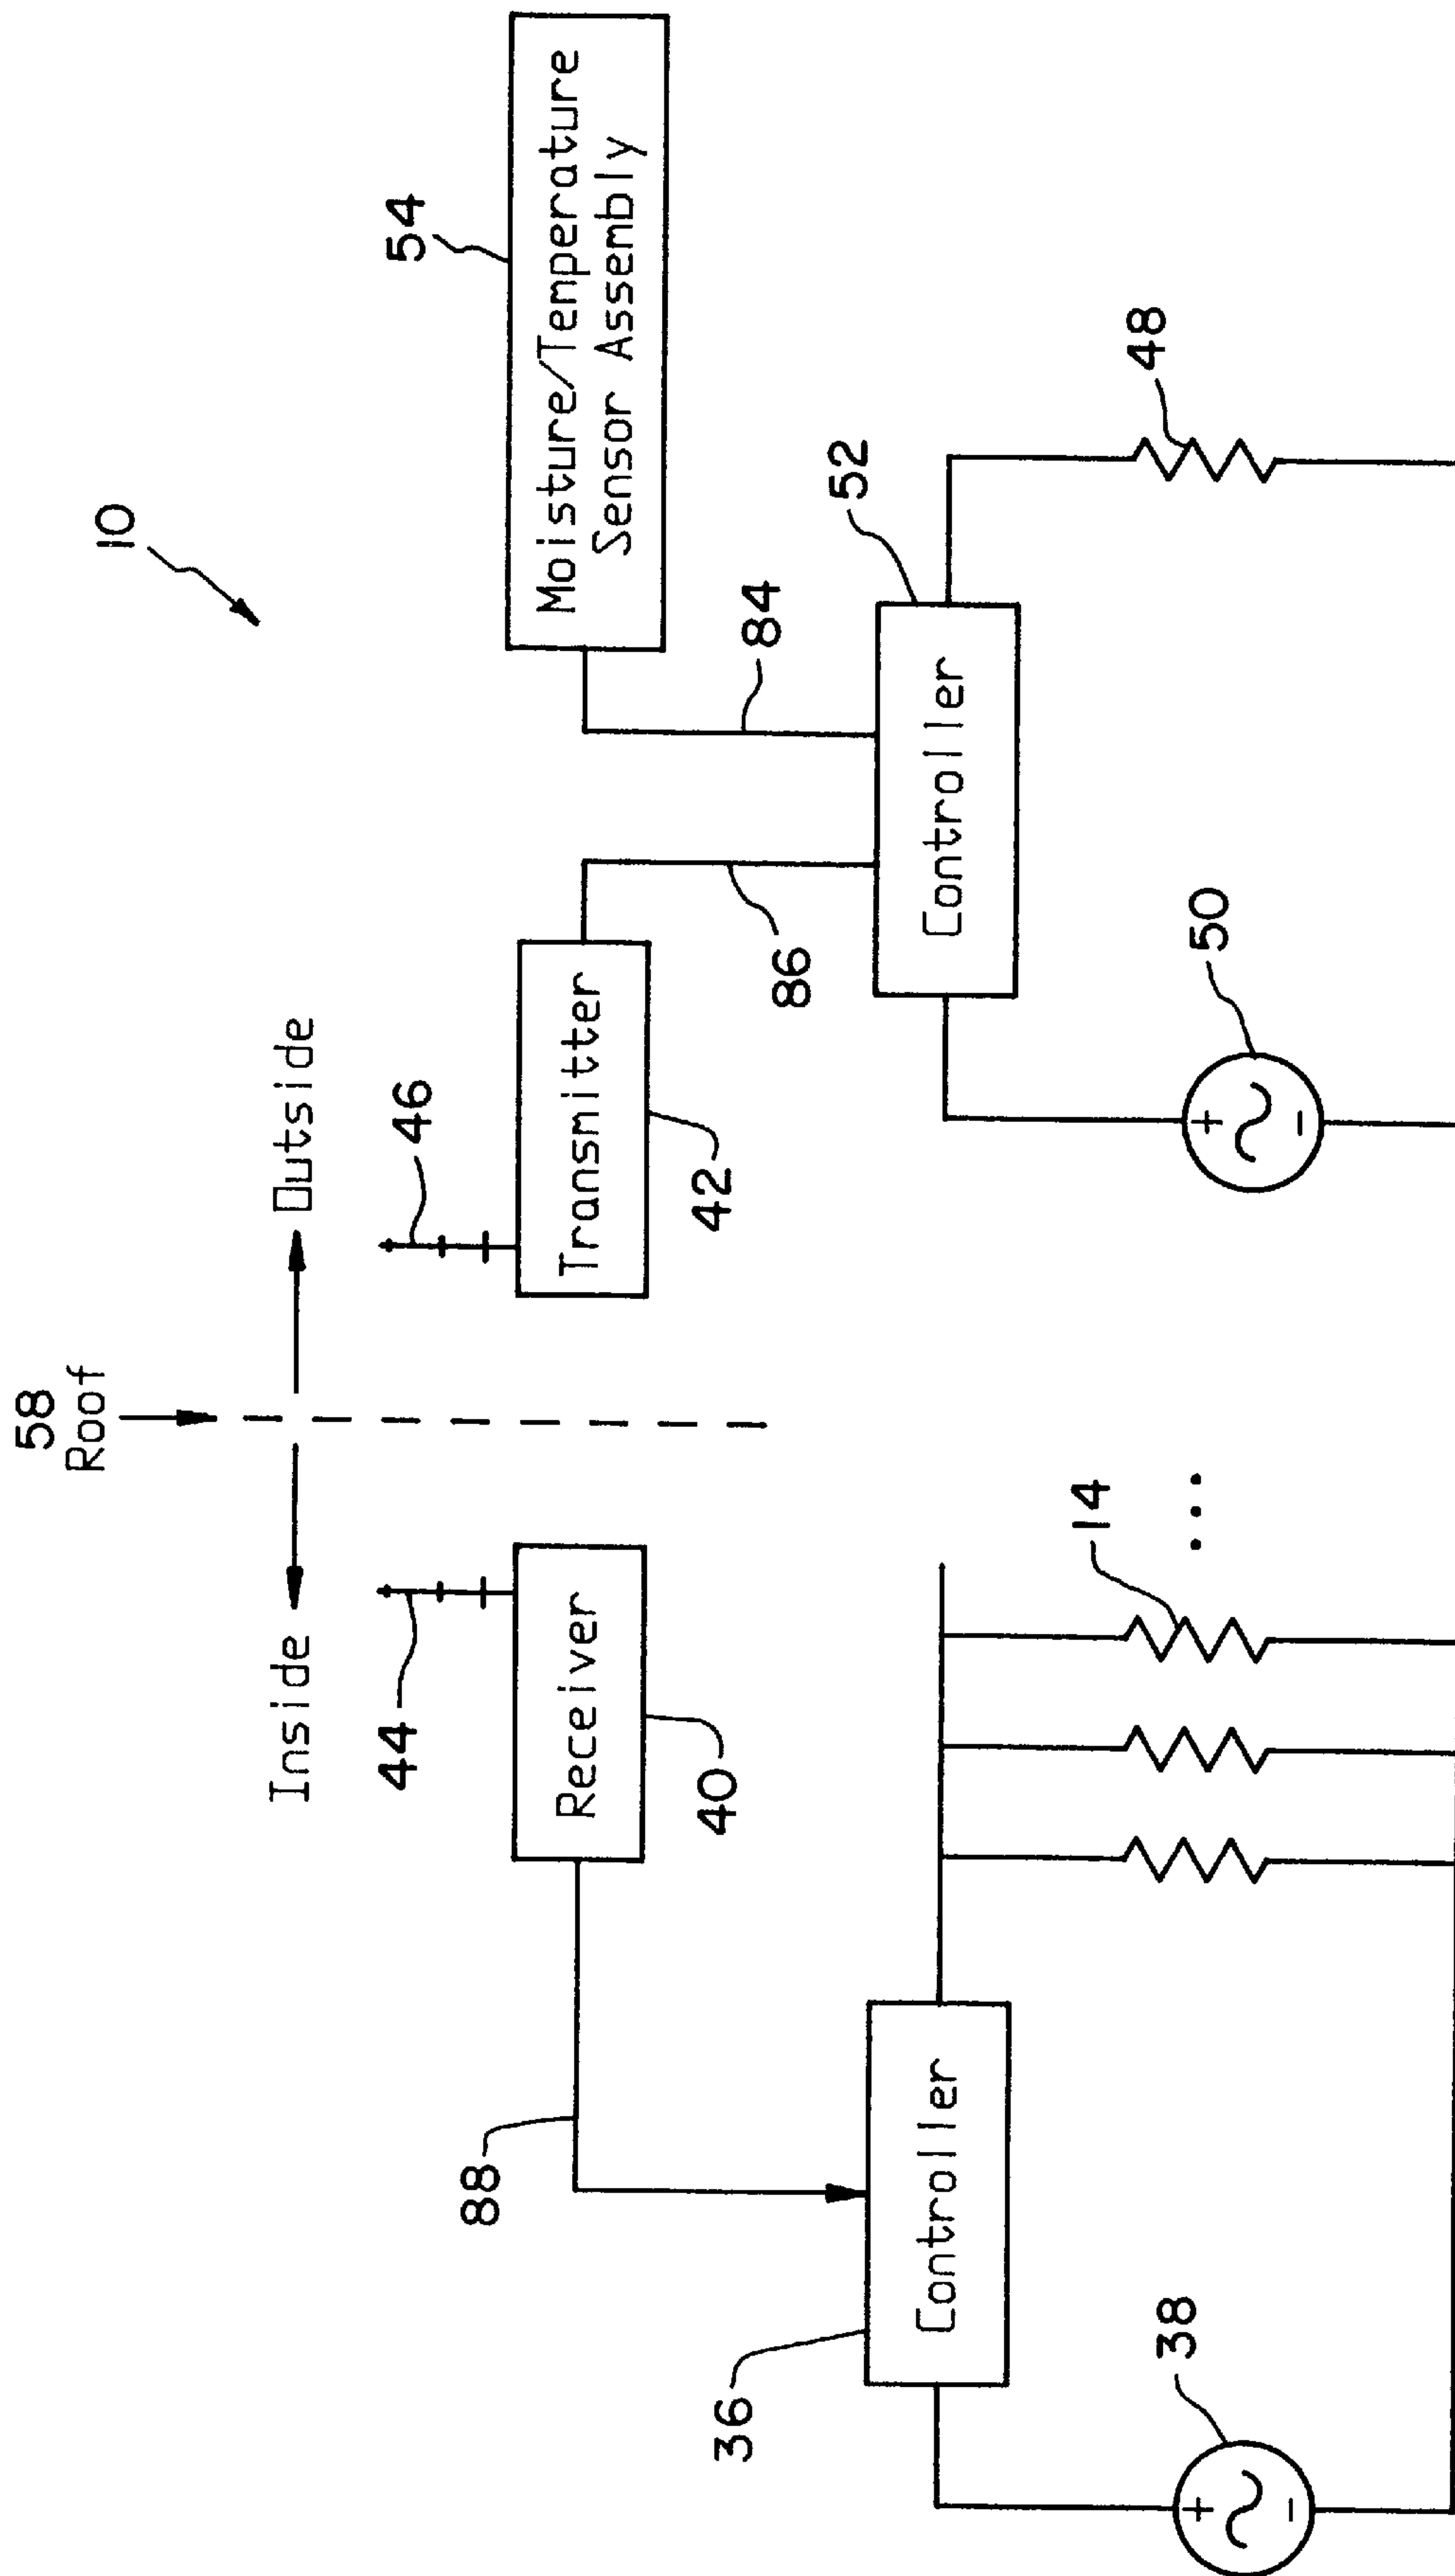 58
Roof
10
Inside
Outside
44
46
54
Receiver
Transmitter
Moisture/Temperature
Sensor Assembly
40
42
88
86
84
36
Controller
52
Controller
14
...
48
38
+
-
50
+
-